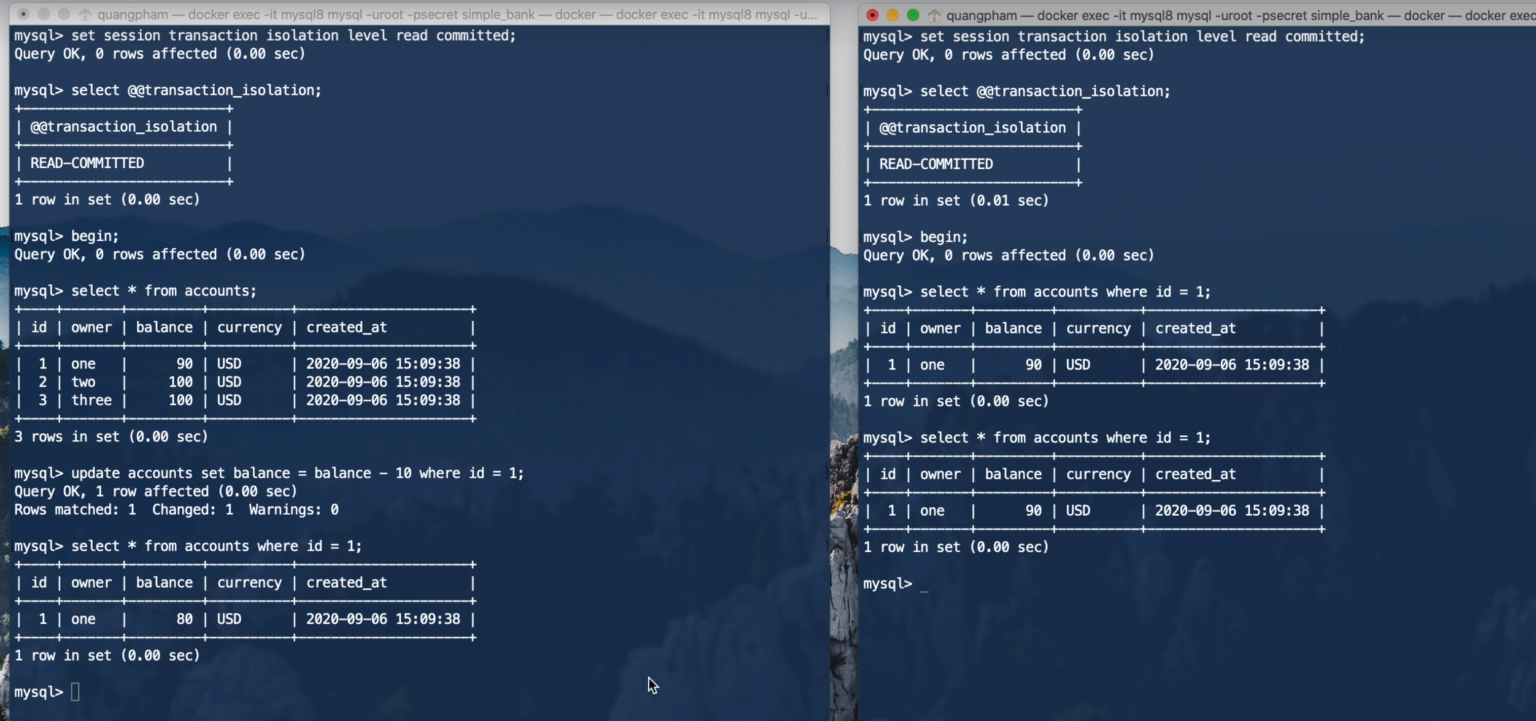 quangpham — docker exec -it mysql8 mysql -uroot -psecret simple_bank — docker — docker exec -it mysql8 mysql -u...
mysql> set session transaction isolation level read committed;
Query OK, 0 rows affected (0.00 sec)
mysql> select @@transaction_isolation;
| @@transaction_isolation |
| READ-COMMITTED |
1 row in set (0.00 sec)
mysql> begin;
Query OK, 0 rows affected (0.00 sec)
mysql> select * from accounts;
| id | owner | balance | currency | created_at |
| 1 | one | 90 | USD | 2020-09-06 15:09:38 |
| 2 | two | 100 | USD | 2020-09-06 15:09:38 |
| 3 | three | 100 | USD | 2020-09-06 15:09:38 |
3 rows in set (0.00 sec)
mysql> update accounts set balance = balance - 10 where id = 1;
Query OK, 1 row affected (0.00 sec)
Rows matched: 1 Changed: 1 Warnings: 0
mysql> select * from accounts where id = 1;
| id | owner | balance | currency | created_at |
| 1 | one | 80 | USD | 2020-09-06 15:09:38 |
1 row in set (0.00 sec)
mysql>
quangpham — docker exec -it mysql8 mysql -uroot -psecret simple_bank — docker — docker exec
mysql> set session transaction isolation level read committed;
Query OK, 0 rows affected (0.00 sec)
mysql> select @@transaction_isolation;
| @@transaction_isolation |
| READ-COMMITTED |
1 row in set (0.01 sec)
mysql> begin;
Query OK, 0 rows affected (0.00 sec)
mysql> select * from accounts where id = 1;
| id | owner | balance | currency | created_at |
| 1 | one | 90 | USD | 2020-09-06 15:09:38 |
1 row in set (0.00 sec)
mysql> select * from accounts where id = 1;
| id | owner | balance | currency | created_at |
| 1 | one | 90 | USD | 2020-09-06 15:09:38 |
1 row in set (0.00 sec)
mysql> _